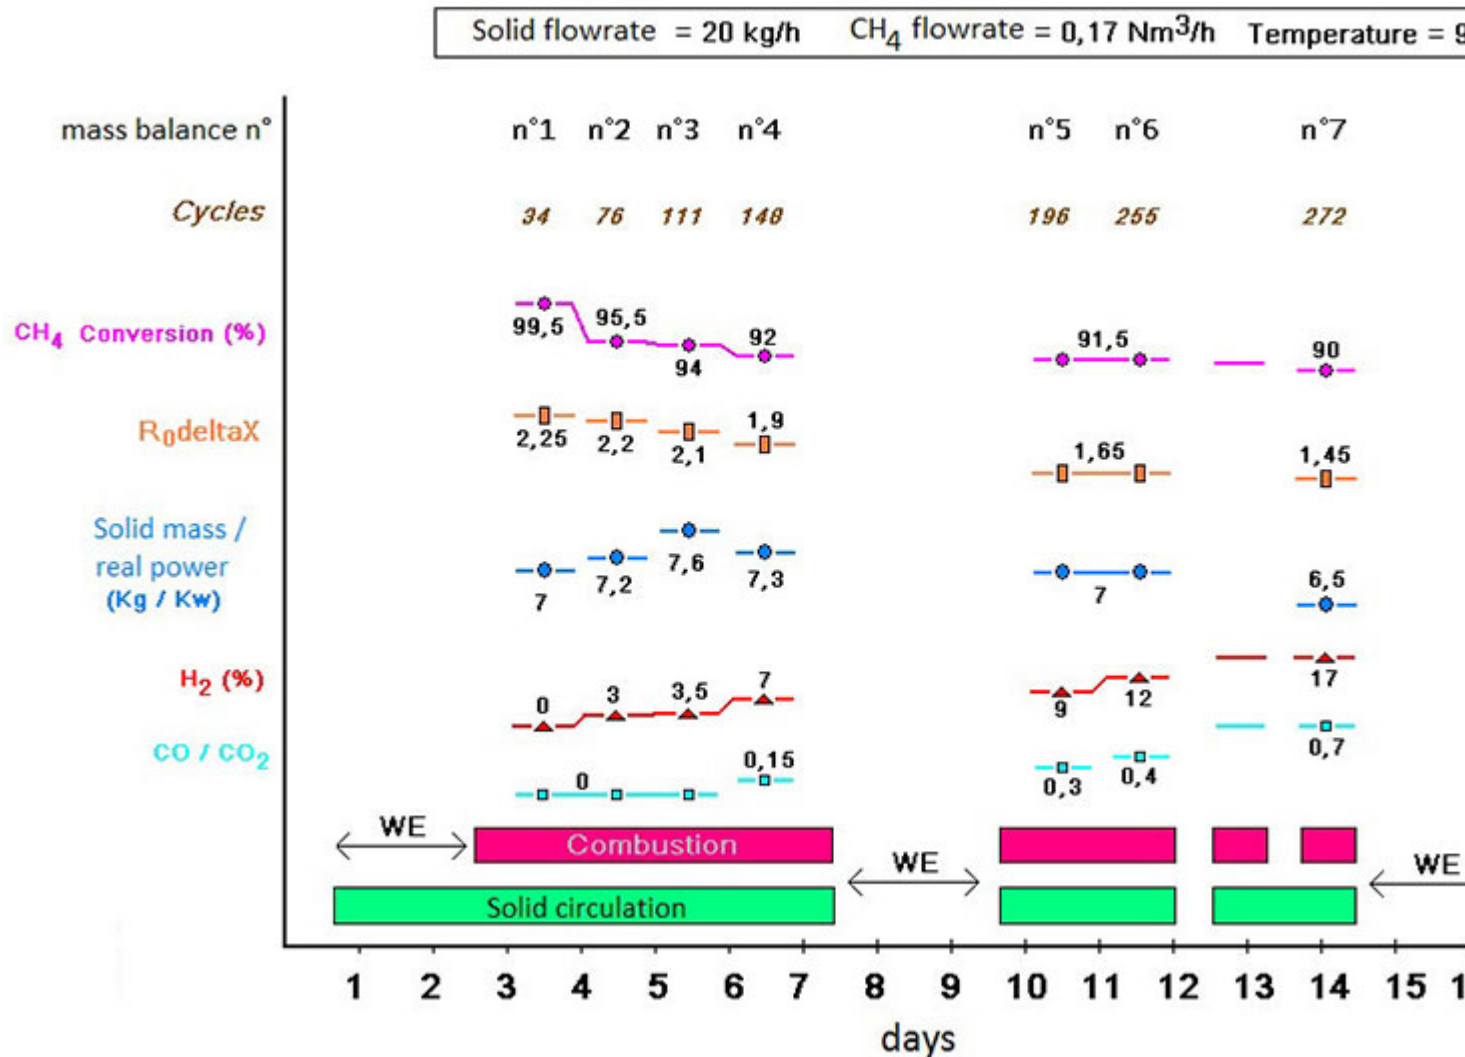 Solid flowrate = 20 kg/h CH4 flowrate = 0,17 Nm3/h Temperature = 9
mass balance n° n°1 n°2 n°3 n°4 n°5 n°6 n°7
Cycles 34 76 111 148 196 255 272
CH4 Conversion (%) 99,5 95,5 94 92 91,5 90
R0deltaX 2,25 2,2 2,1 1,9 1,65 1,45
Solid mass /
real power
(Kg / Kw) 7 7,2 7,6 7,3 7 6,5
H2 (%) 0 3 3,5 7 9 12 17
CO / CO2 0 0,15 0,3 0,4 0,7
WE Combustion WE WE
Solid circulation
1 2 3 4 5 6 7 8 9 10 11 12 13 14 15 1
days